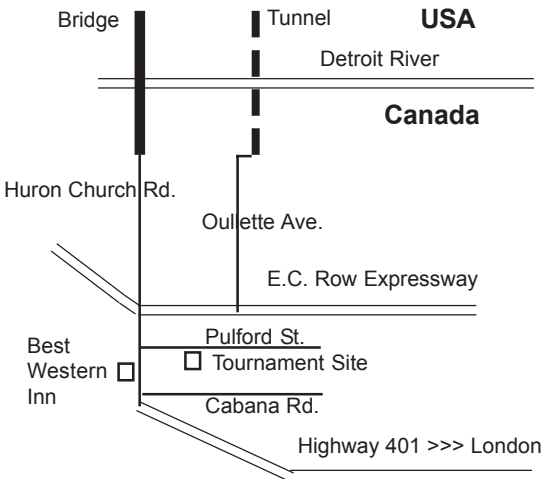 Bridge
Tunnel
USA
Detroit River
Canada
Huron Church Rd.
Oullette Ave.
E.C. Row Expressway
Pulford St.
Best
Western
Inn
Tournament Site
Cabana Rd.
Highway 401 >>> London